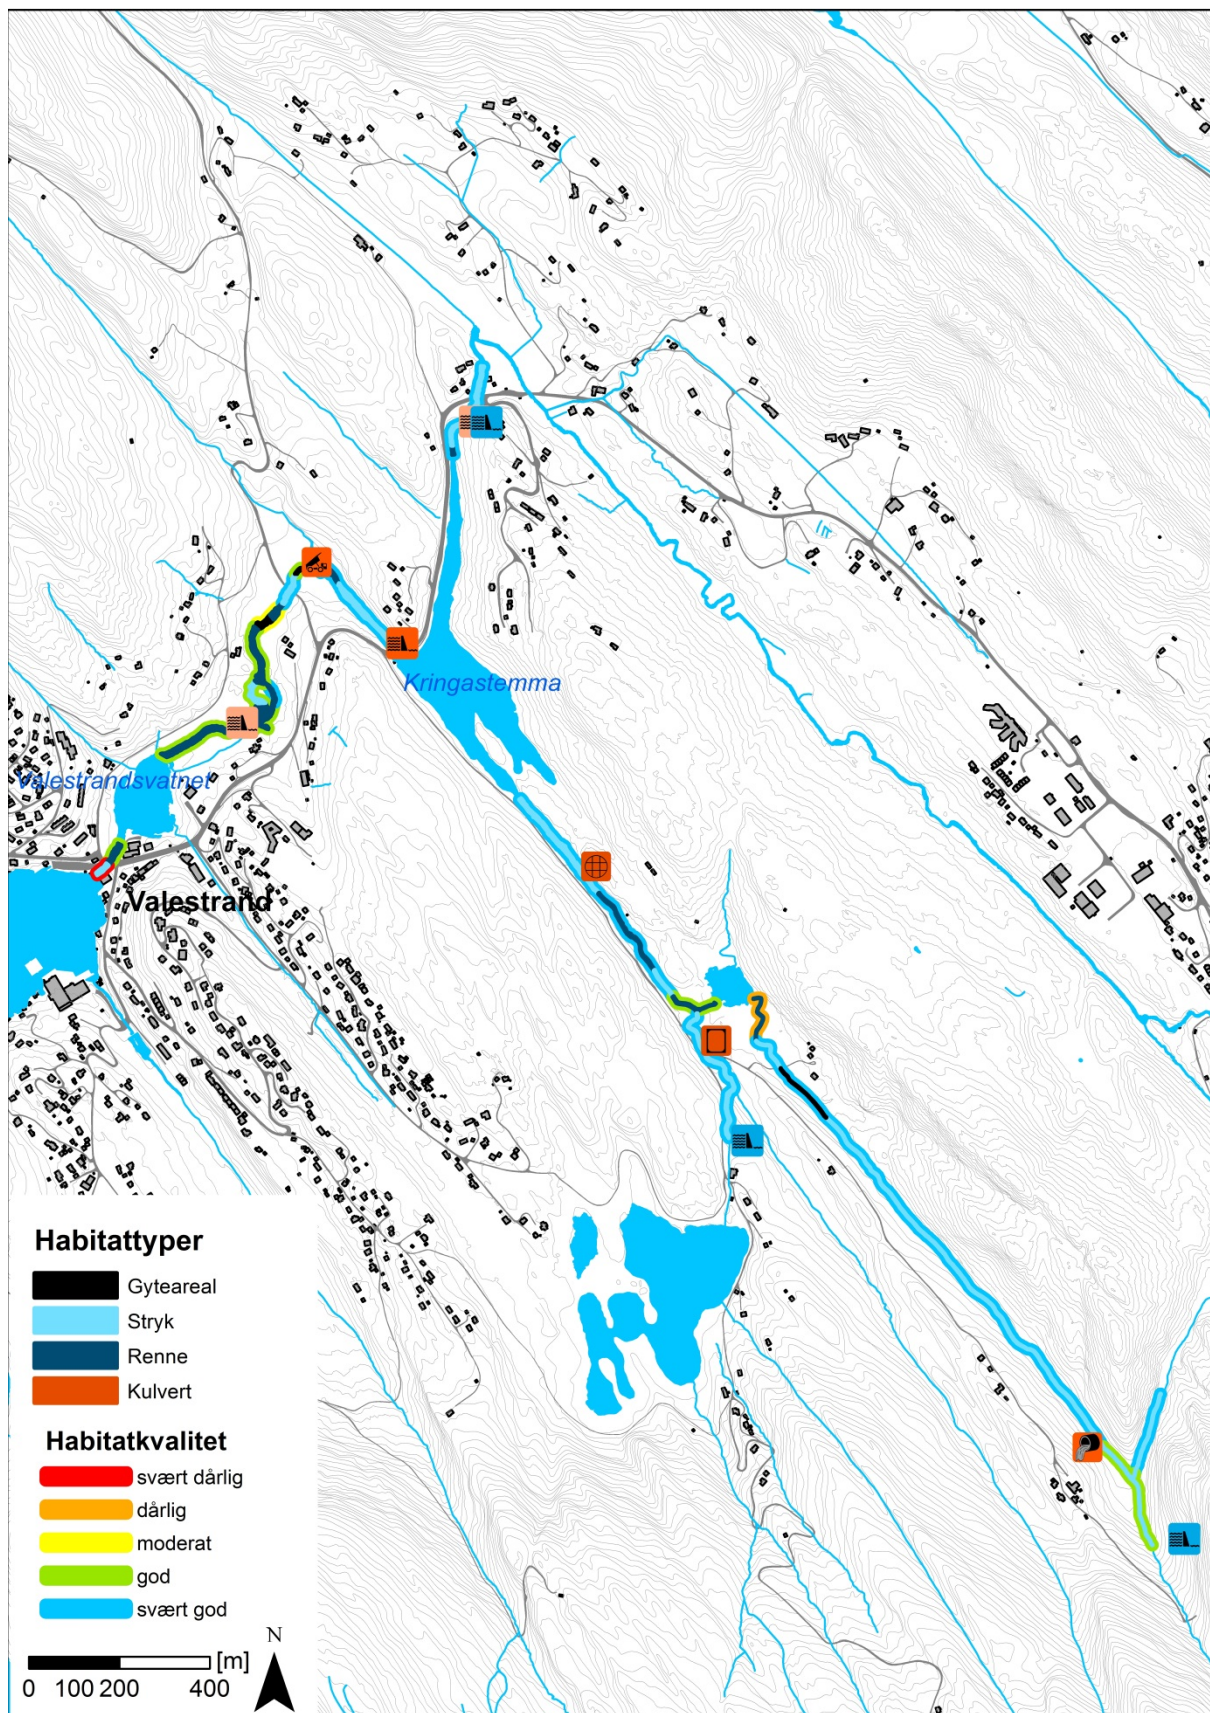 Kringastemma
Valestrandsvatnet
Valestrand
Habitattyper
Gyteareal
Stryk
Renne
Kulvert
Habitatkvalitet
svært dårlig
dårlig
moderat
god
svært god
N
[m]
0 100 200 400